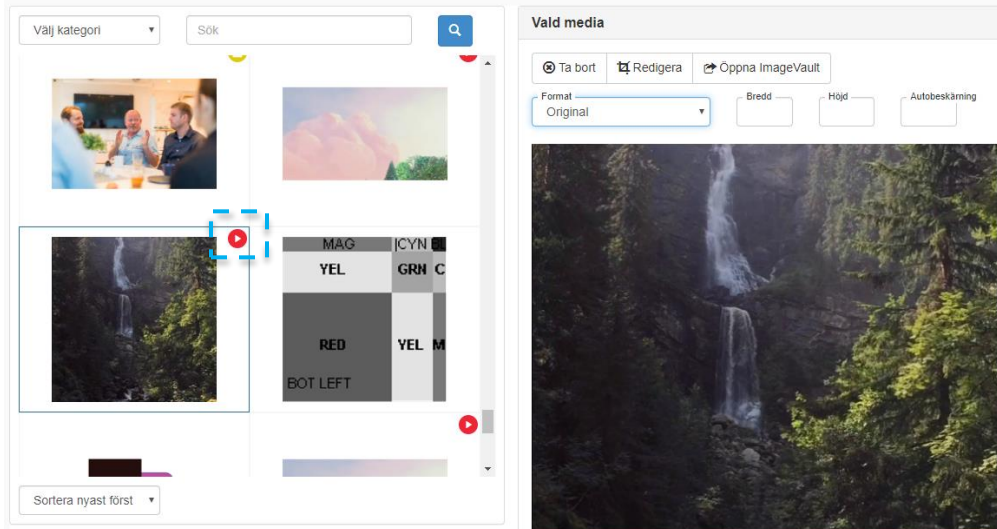 Välj kategori
Sök
Vald media
Ta bort
Redigera
Öppna ImageVault
Format
Original
Bredd
Höjd
Autobeskärning
MAG
CYN
YEL
GRN
C
RED
YEL
M
BOT LEFT
Sortera nyast först